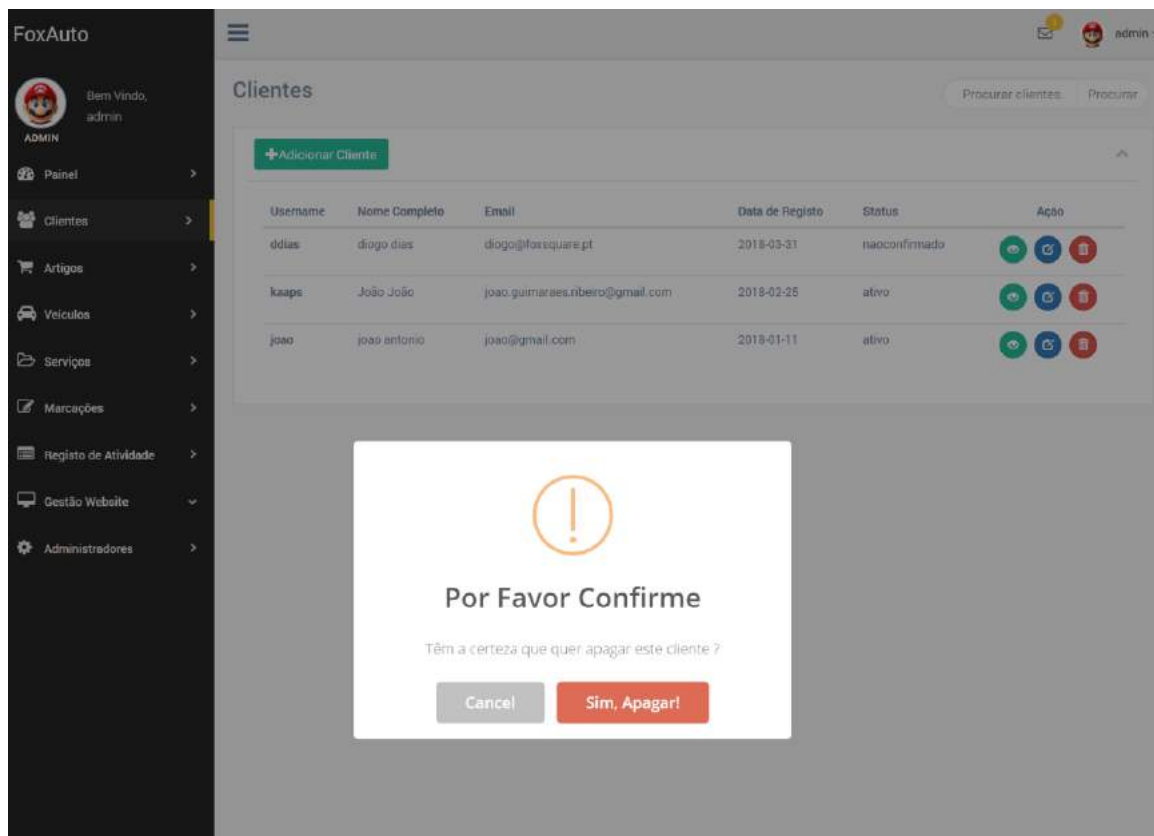 FoxAuto
1
admin
Bem Vindo,
admin
ADMIN
Painel
Clientes
Artigos
Veiculos
Serviços
Marcações
Registo de Atividade
Gestão Website
Administradores
Clientes
Procurar clientes. Procurar
+Adicionar Cliente
Username Nome Completo Email Data de Registo Status Ação
ddias diogo dias diogo@foxsquare.pt 2018-03-31 naoconfirmado
kaaps João João joao.guimaraes.ribeiro@gmail.com 2018-02-25 ativo
joao joao antonio joao@gmail.com 2018-01-11 ativo
Por Favor Confirme
Têm a certeza que quer apagar este cliente ?
Cancel Sim, Apagar!